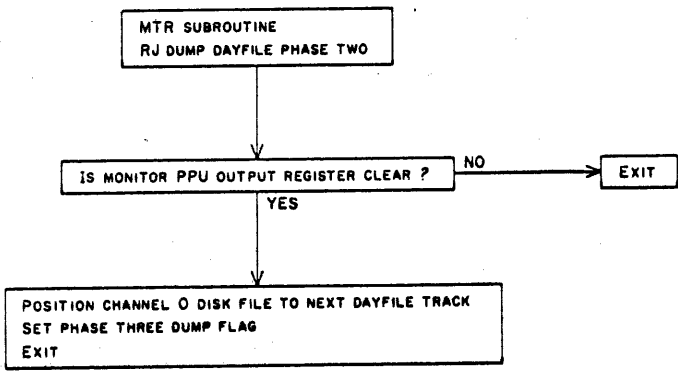 MTR SUBROUTINE
RJ DUMP DAYFILE PHASE TWO
IS MONITOR PPU OUTPUT REGISTER CLEAR ?
NO
EXIT
YES
POSITION CHANNEL 0 DISK FILE TO NEXT DAYFILE TRACK
SET PHASE THREE DUMP FLAG
EXIT